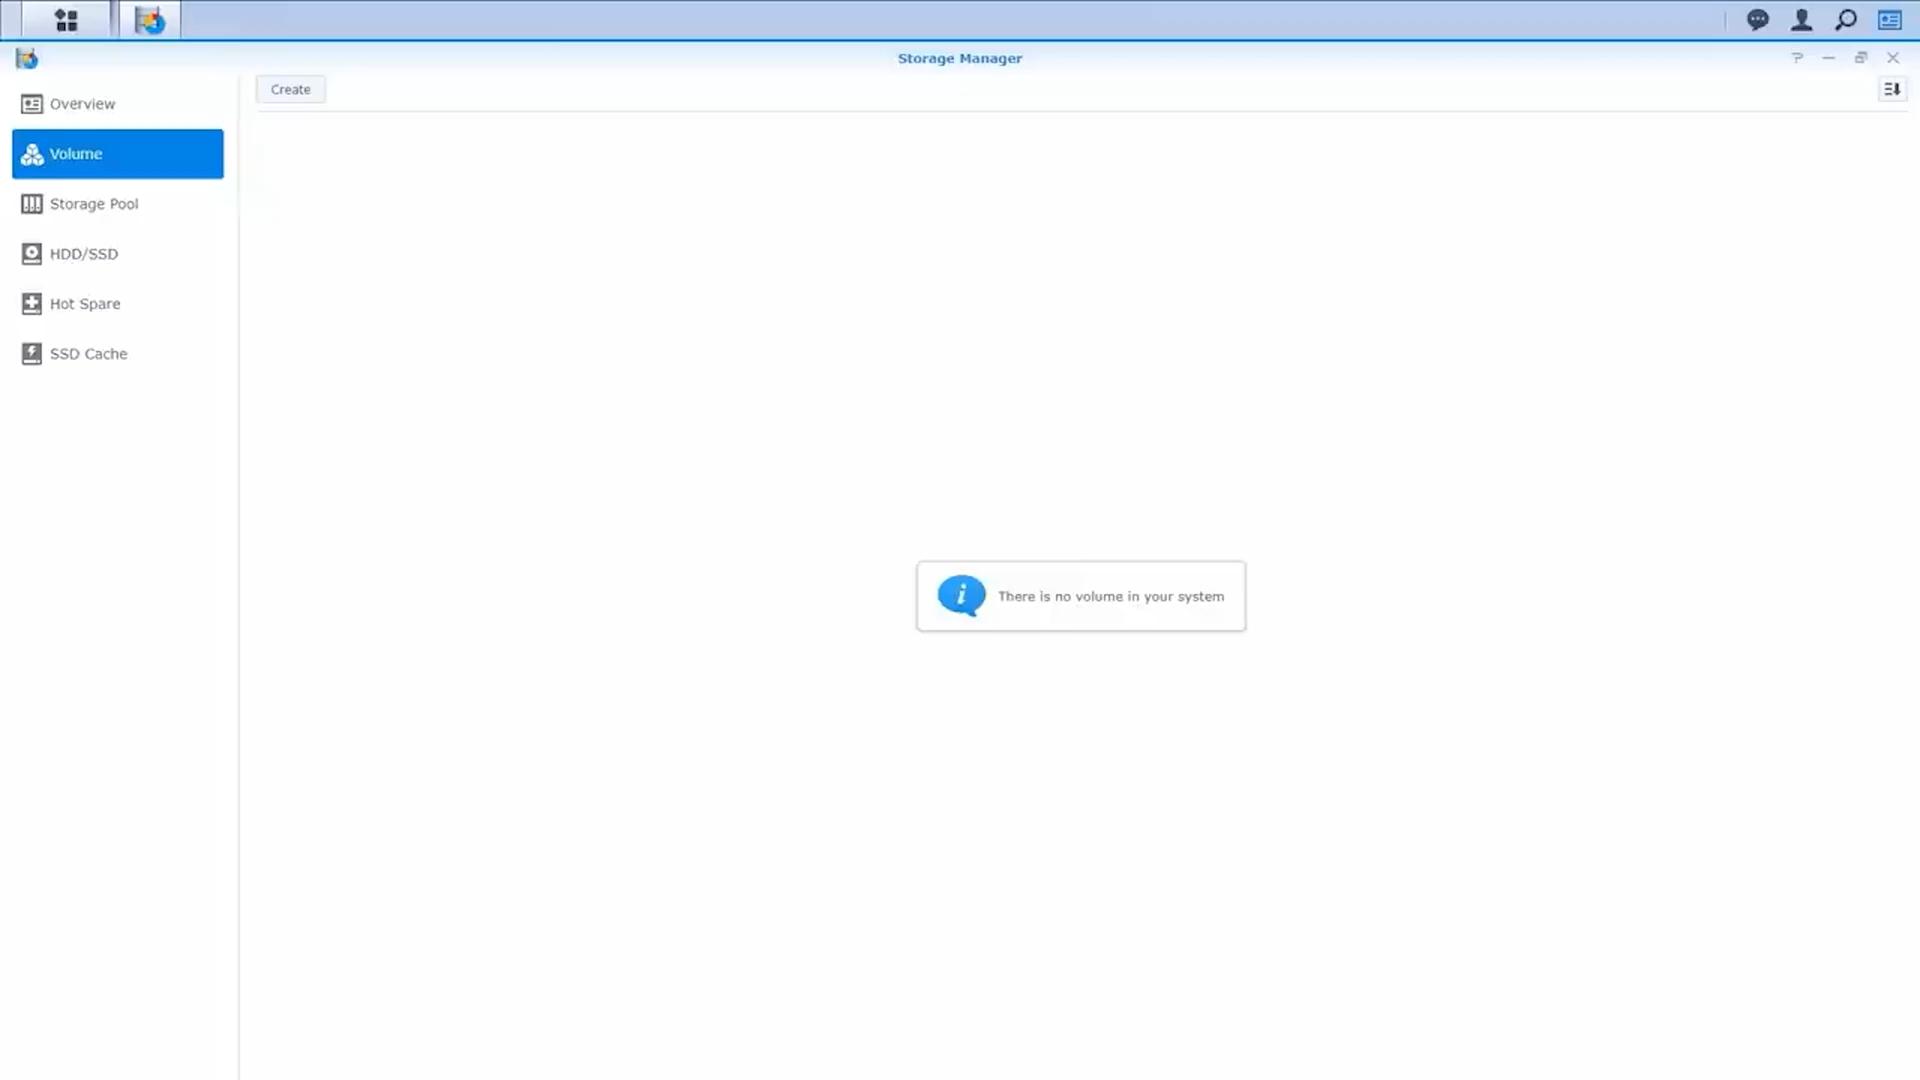 Storage Manager
?
Overview
Volume
Storage Pool
HDD/SSD
Hot Spare
SSD Cache
Create
i
There is no volume in your system